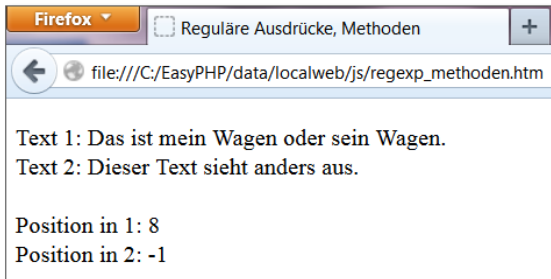 Firefox
Reguläre Ausdrücke, Methoden
file:///C:/EasyPHP/data/localweb/js/regexp_methoden.htm
Text 1: Das ist mein Wagen oder sein Wagen.
Text 2: Dieser Text sieht anders aus.
Position in 1: 8
Position in 2: -1